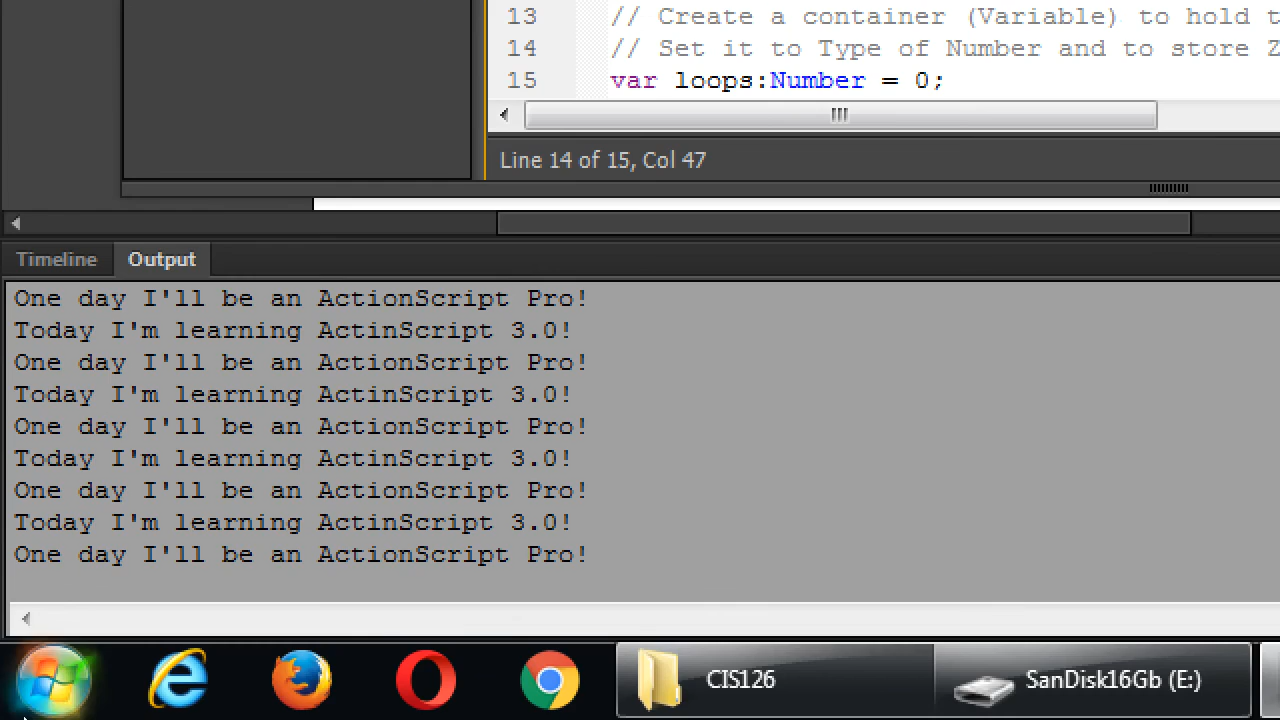 13 // Create a container (Variable) to hold t
14 // Set it to Type of Number and to store Z
15 var loops:Number = 0;
Line 14 of 15, Col 47
Timeline Output
One day I'll be an ActionScript Pro!
Today I'm learning ActinScript 3.0!
One day I'll be an ActionScript Pro!
Today I'm learning ActinScript 3.0!
One day I'll be an ActionScript Pro!
Today I'm learning ActinScript 3.0!
One day I'll be an ActionScript Pro!
Today I'm learning ActinScript 3.0!
One day I'll be an ActionScript Pro!
CIS126 SanDisk16Gb (E:)